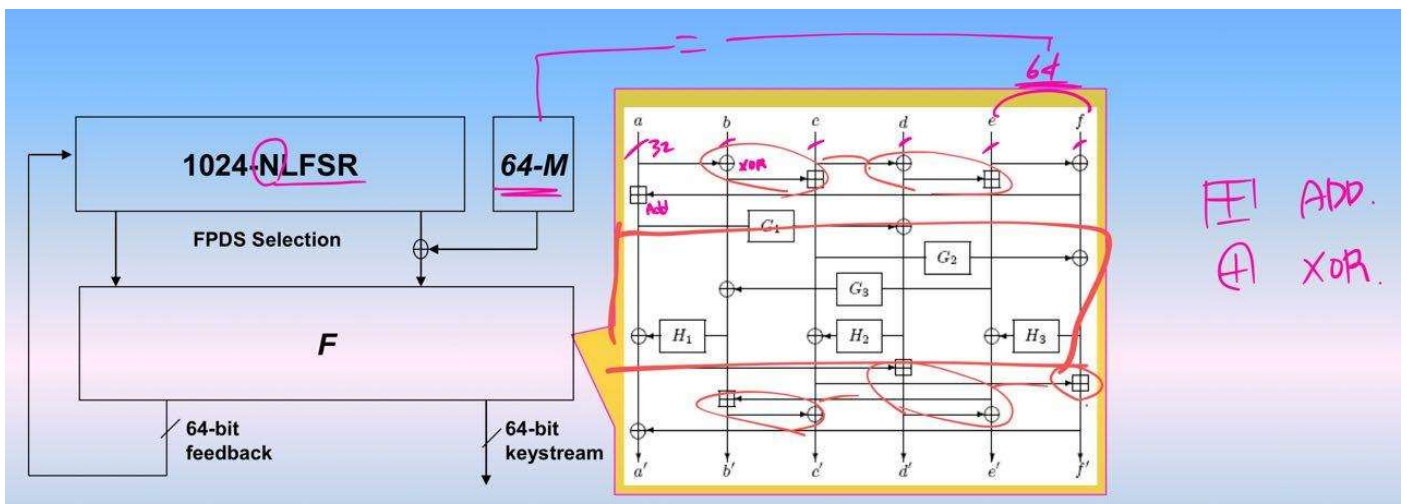 64
a b c d e f
32
1024-NLFSR
64-M
XOR
Add
FPDS Selection
G₁
G₂
G₃
F
H₁ H₂ H₃
64-bit
feedback
64-bit
keystream
a' b' c' d' e' f'
ADD.
XOR.